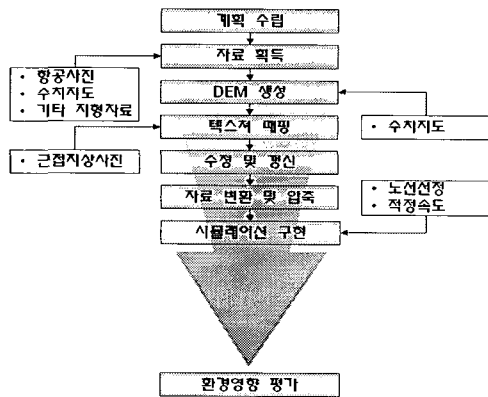 계획 수립
자료 획득
• 항공사진
• 수치지도
• 기타 지형자료
DEM 생성
텍스쳐 매핑
• 수치지도
• 근접지상사진
수정 및 갱신
자료 변환 및 압축
• 노선선정
• 적정속도
시뮬레이션 구현
환경영향 평가